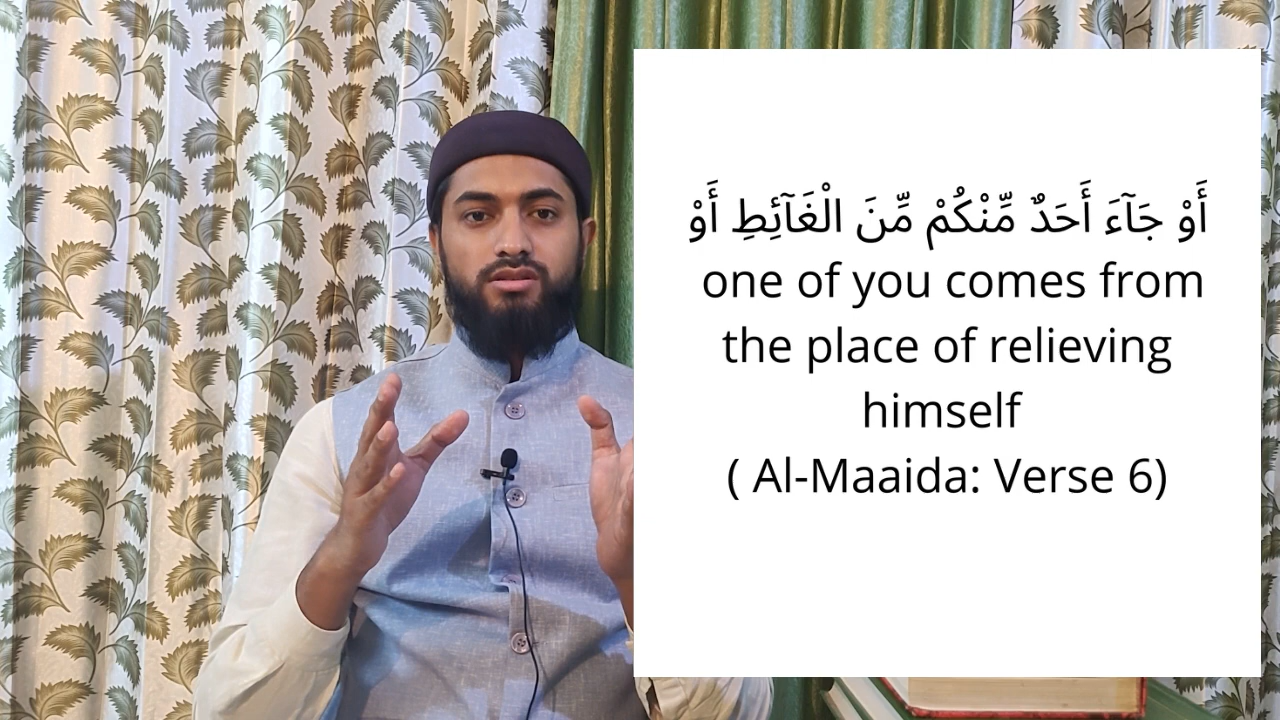 أَوْ جَآءَ أَحَدٌ مِّنْكُمْ مِّنَ الْغَآئِطِ أَوْ
one of you comes from
the place of relieving
himself
( Al-Maaida: Verse 6)